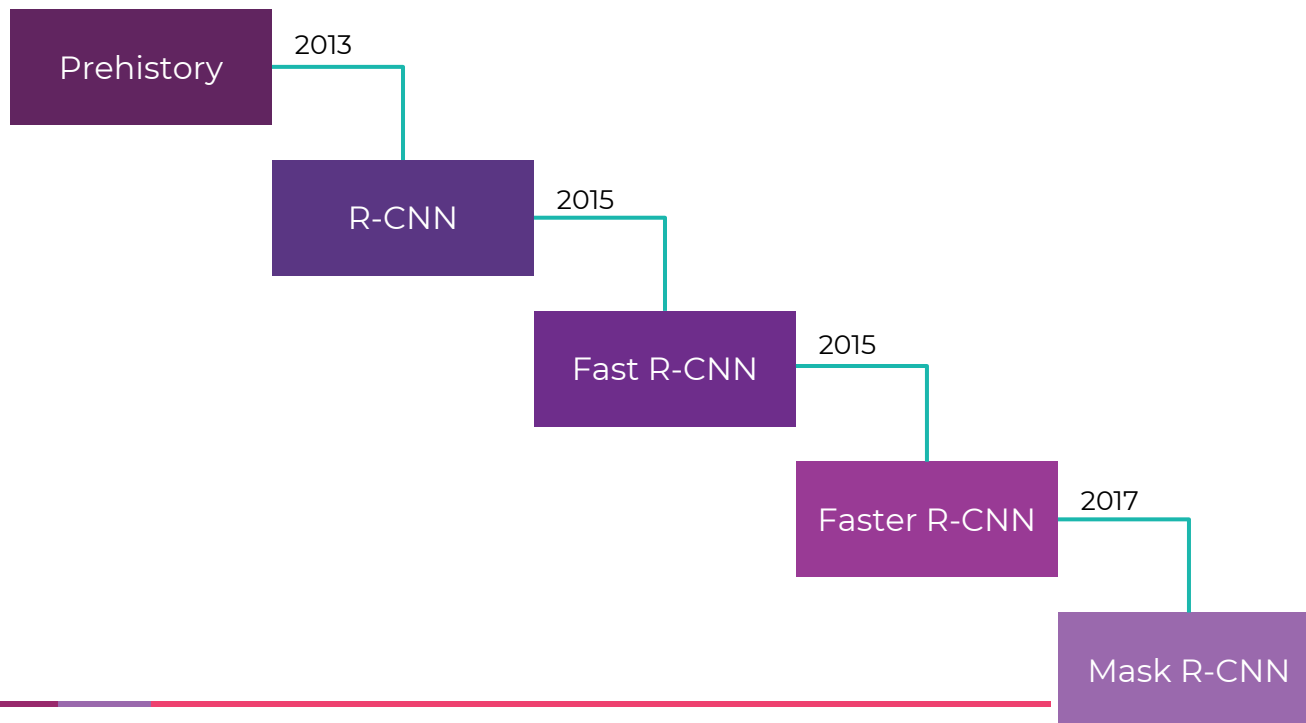 Prehistory
2013
R-CNN
2015
Fast R-CNN
2015
Faster R-CNN
2017
Mask R-CNN